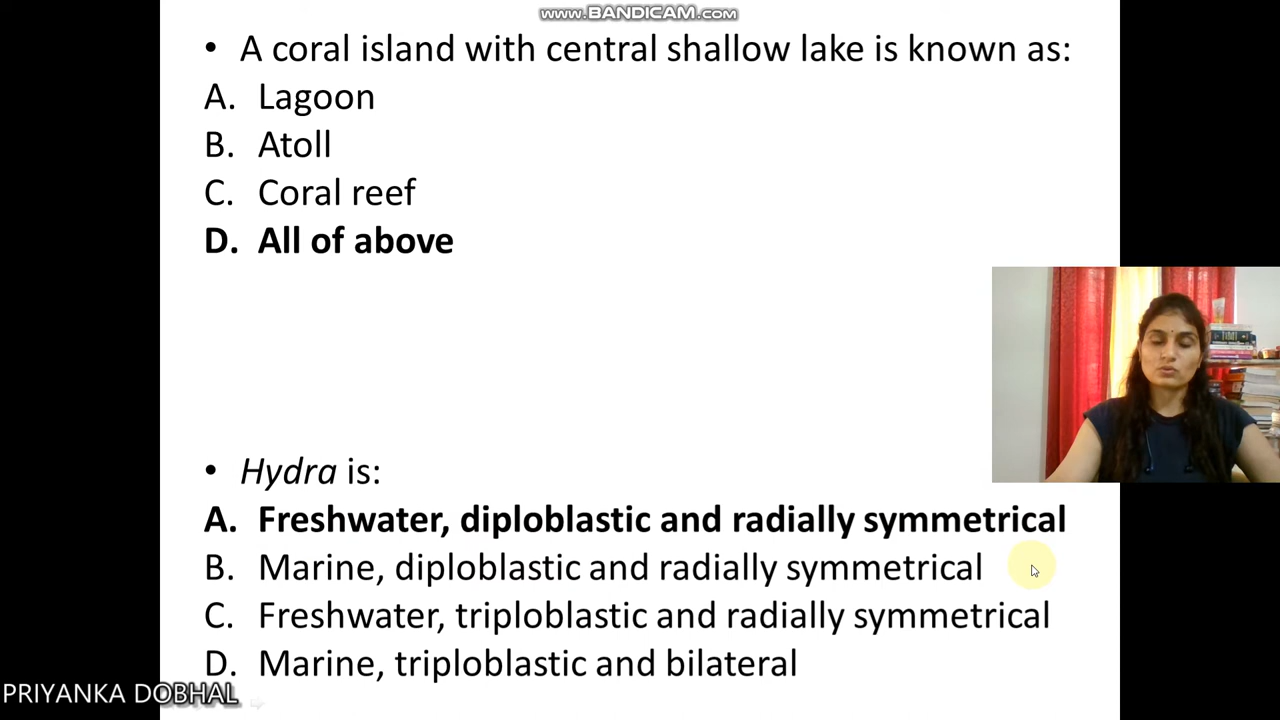 www.BANDICAM.com
• A coral island with central shallow lake is known as:
A. Lagoon
B. Atoll
C. Coral reef
D. All of above
• Hydra is:
A. Freshwater, diploblastic and radially symmetrical
B. Marine, diploblastic and radially symmetrical
C. Freshwater, triploblastic and radially symmetrical
D. Marine, triploblastic and bilateral
PRIYANKA DOBHAL